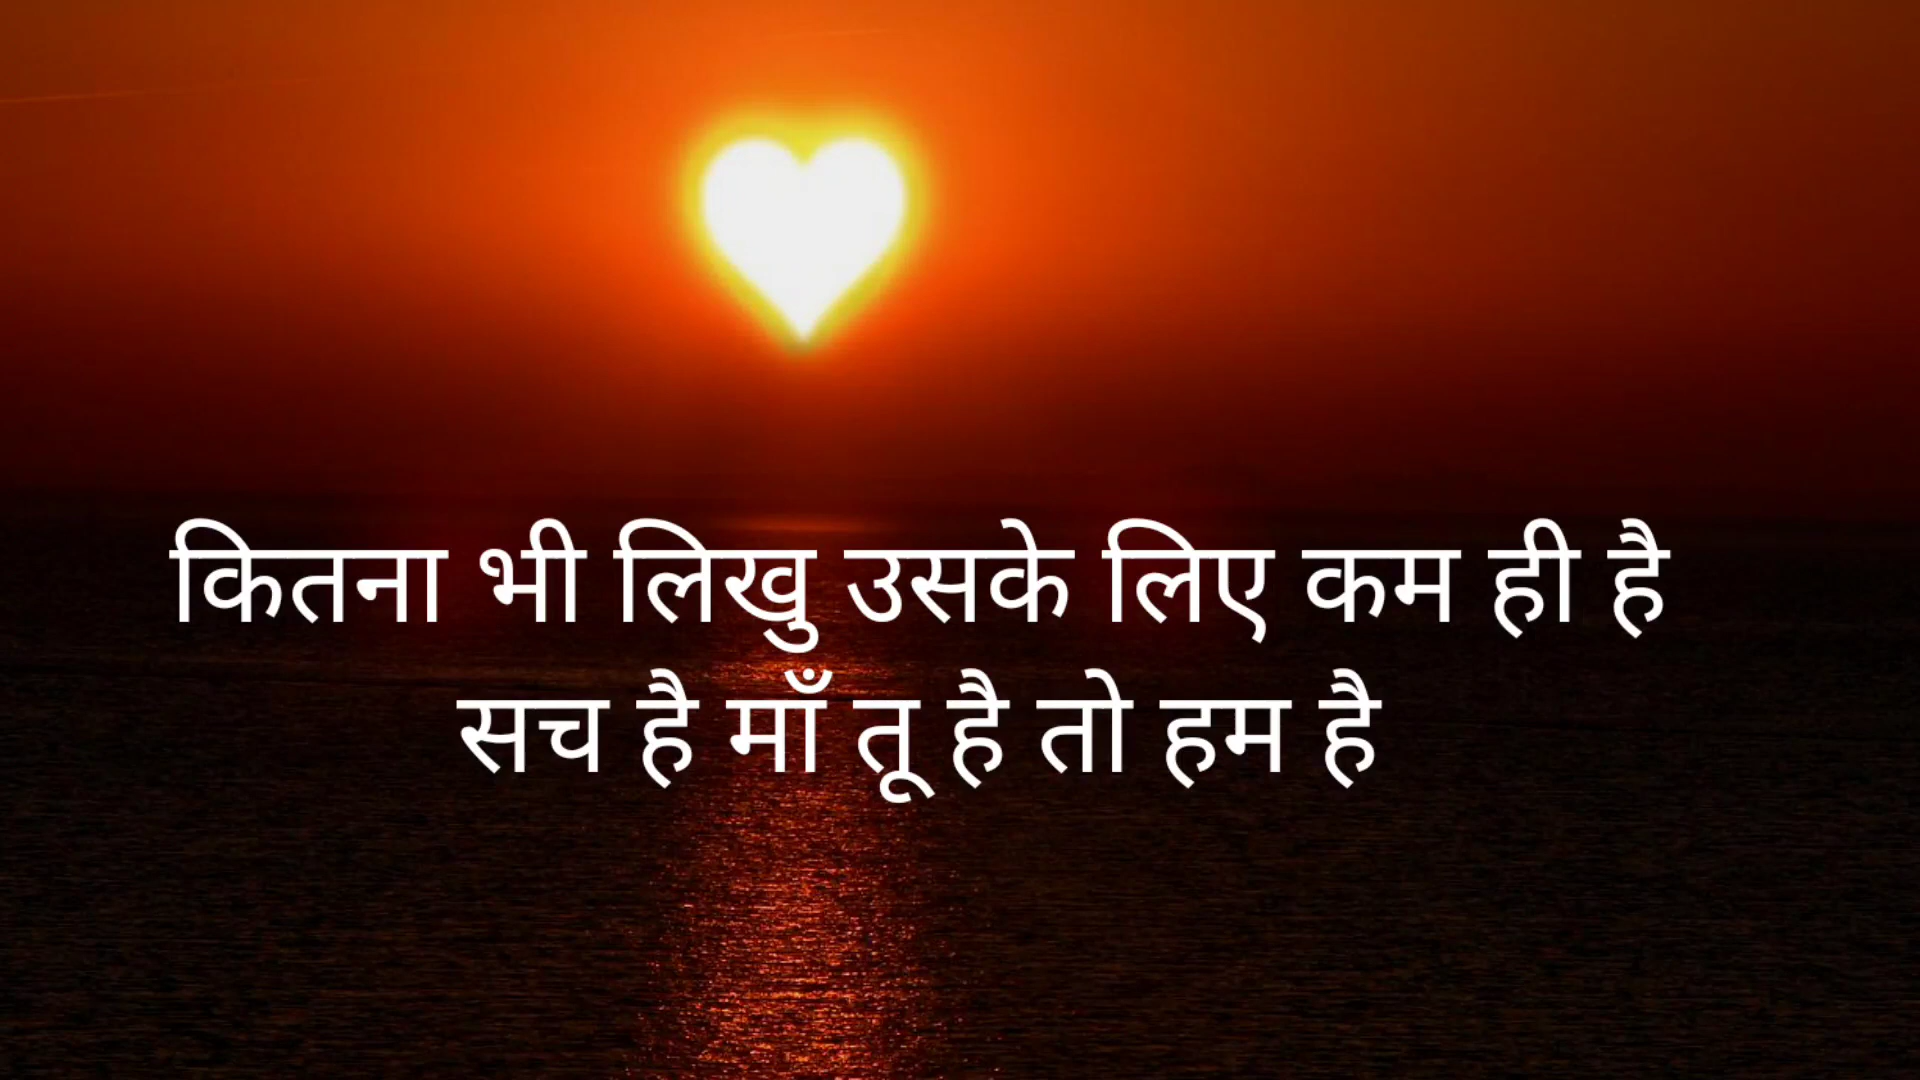 कितना भी लिखु उसके लिए कम ही है
सच है माँ तू है तो हम है